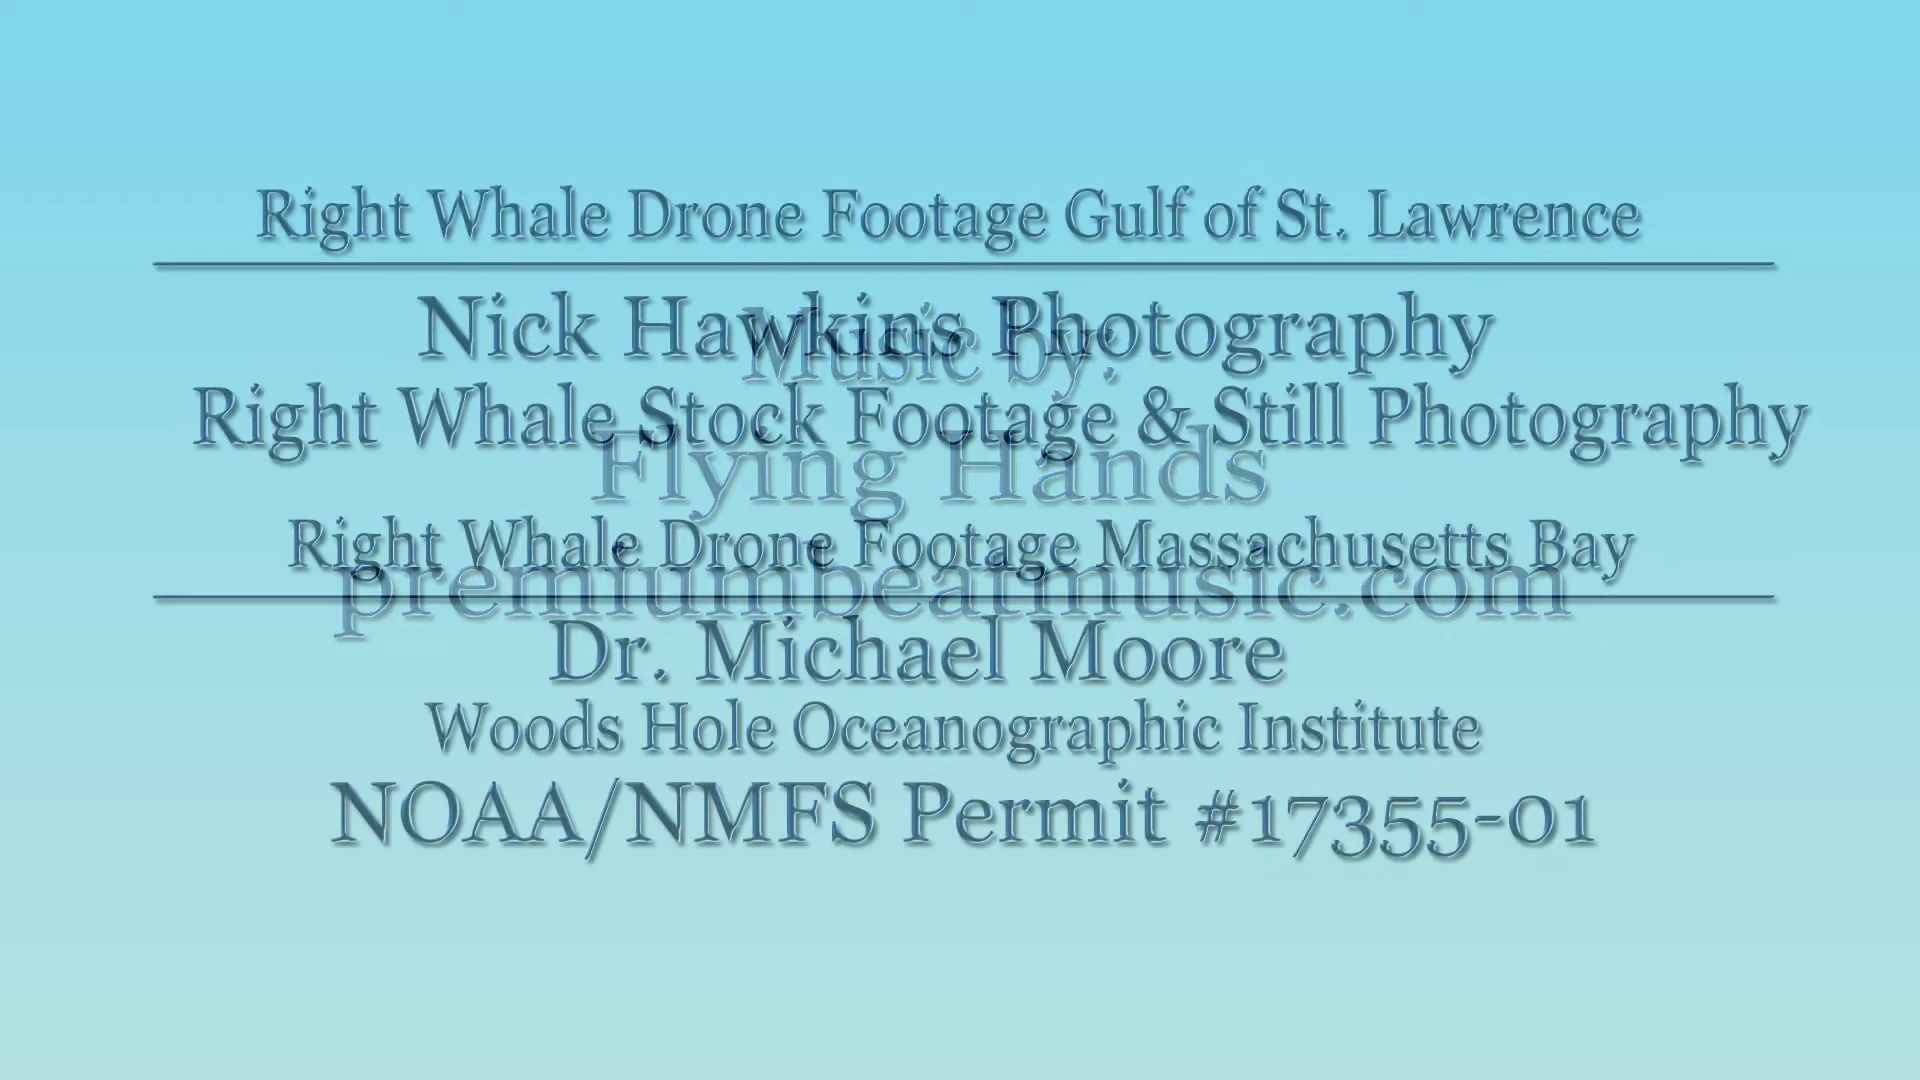 Right Whale Drone Footage Gulf of St. Lawrence
Nick Hawkins Photography
Music by:
Right Whale Stock Footage & Still Photography
Flying Hands
Right Whale Drone Footage Massachusetts Bay
premiumbeatmusic.com
Dr. Michael Moore
Woods Hole Oceanographic Institute
NOAA/NMFS Permit #17355-01